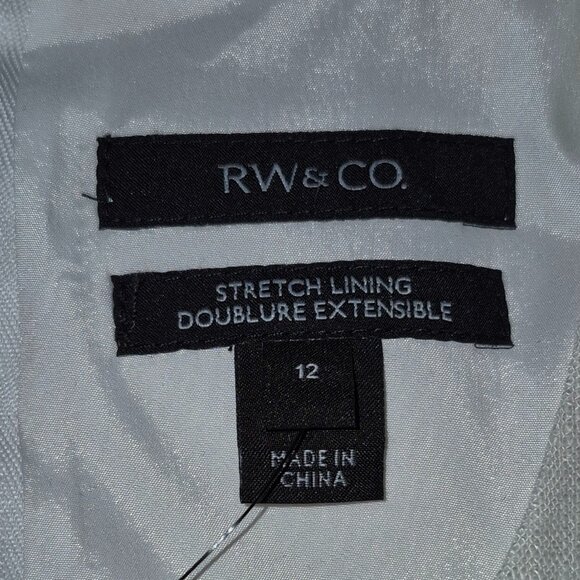 RW&CO.
STRETCH LINING
DOUBLURE EXTENSIBLE
12
MADE IN
CHINA